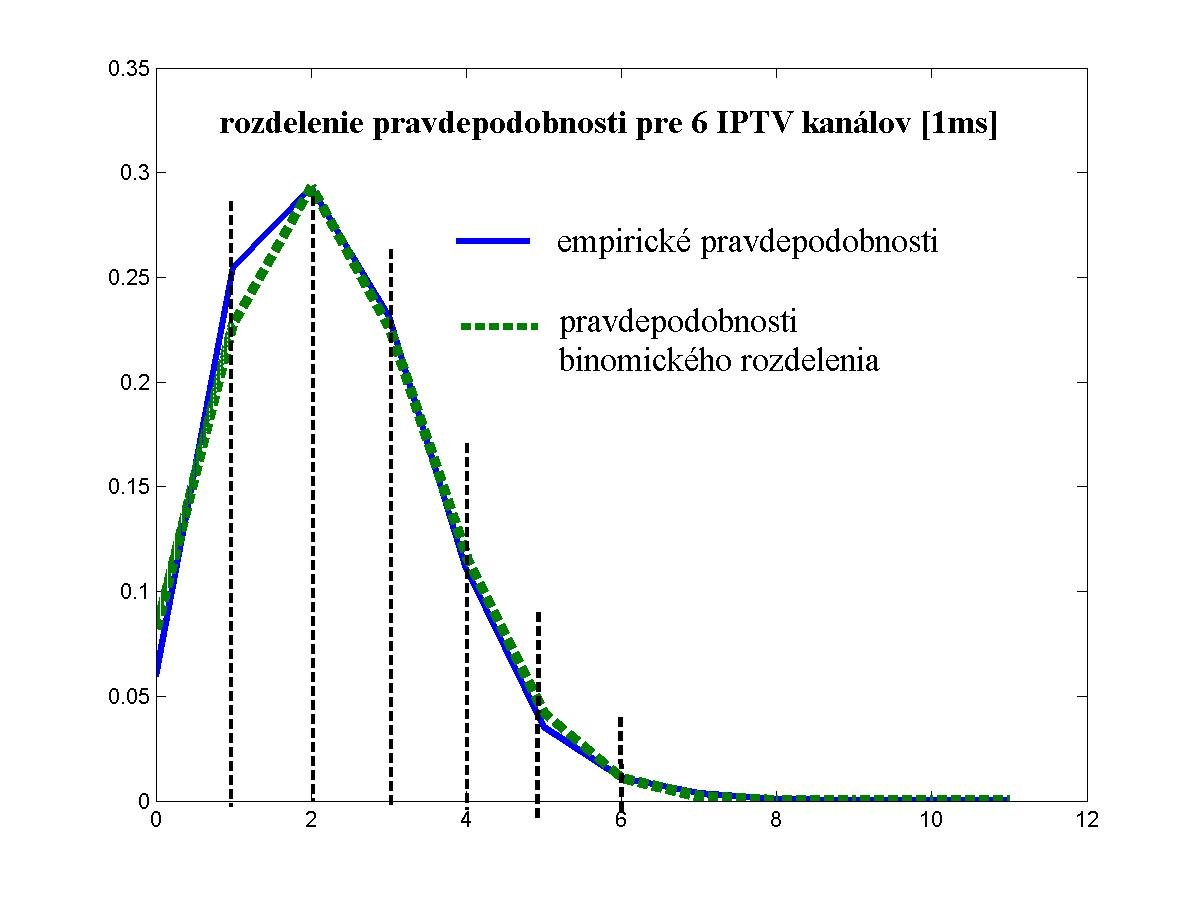 0.35
rozdelenie pravdepodobnosti pre 6 IPTV kanálov [1ms]
0.3
empirické pravdepodobnosti
0.25
pravdepodobnosti
binomického rozdelenia
0.2
0.15
0.1
0.05
0
0 2 4 6 8 10 12